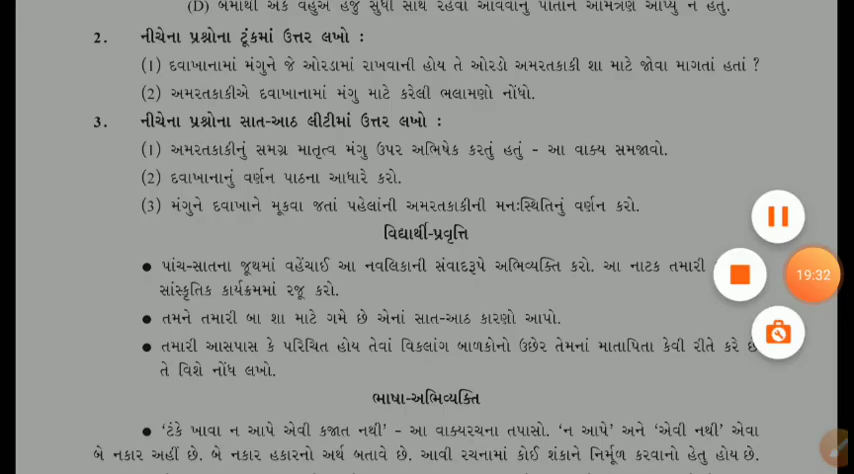 (D) બેમાંથી એકે વહુએ હજુ સુધી સાથે રહેવા આવવાનું પોતાને આમંત્રણ આપ્યું ન હતું.
2. નીચેના પ્રશ્નોના ટૂંકમાં ઉત્તર લખો :
(1) દવાખાનામાં મંગુને જે ઓરડામાં રાખવાની હોય તે ઓરડો અમરતકાકી શા માટે જોવા માગતાં હતાં ?
(2) અમરતકાકીએ દવાખાનામાં મંગુ માટે કરેલી ભલામણો નોંધો.
3. નીચેના પ્રશ્નોના સાત-આઠ લીટીમાં ઉત્તર લખો :
(1) અમરતકાકીનું સમગ્ર માતૃત્વ મંગુ ઉપર અભિષેક કરતું હતું - આ વાક્ય સમજાવો.
(2) દવાખાનાનું વર્ણન પાઠના આધારે કરો.
(3) મંગુને દવાખાને મૂકવા જતાં પહેલાંની અમરતકાકીની મનઃસ્થિતિનું વર્ણન કરો.
વિદ્યાર્થી-પ્રવૃત્તિ
● પાંચ-સાતના જૂથમાં વહેંચાઈ આ નવલિકાની સંવાદરૂપે અભિવ્યક્તિ કરો. આ નાટક તમારી
સાંસ્કૃતિક કાર્યક્રમમાં રજૂ કરો.
● તમને તમારી બા શા માટે ગમે છે એનાં સાત-આઠ કારણો આપો.
● તમારી આસપાસ કે પરિચિત હોય તેવાં વિકલાંગ બાળકોનો ઉછેર તેમનાં માતાપિતા કેવી રીતે કરે છે
તે વિશે નોંધ લખો.
ભાષા-અભિવ્યક્તિ
● ‘ટંકે ખાવા ન આપે એવી કજાત નથી’ - આ વાક્યરચના તપાસો. ‘ન આપે’ અને ‘એવી નથી’ એવા
બે નકાર અહીં છે. બે નકાર હકારનો અર્થ બતાવે છે. આવી રચનામાં કોઈ શંકાને નિર્મૂળ કરવાનો હેતુ હોય છે.
19:32